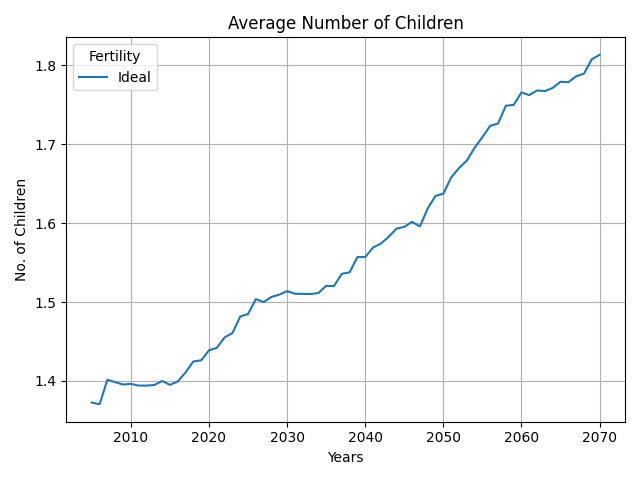 Average Number of Children
Fertility
Ideal
No. of Children
1.8
1.7
1.6
1.5
1.4
2010 2020 2030 2040 2050 2060 2070
Years